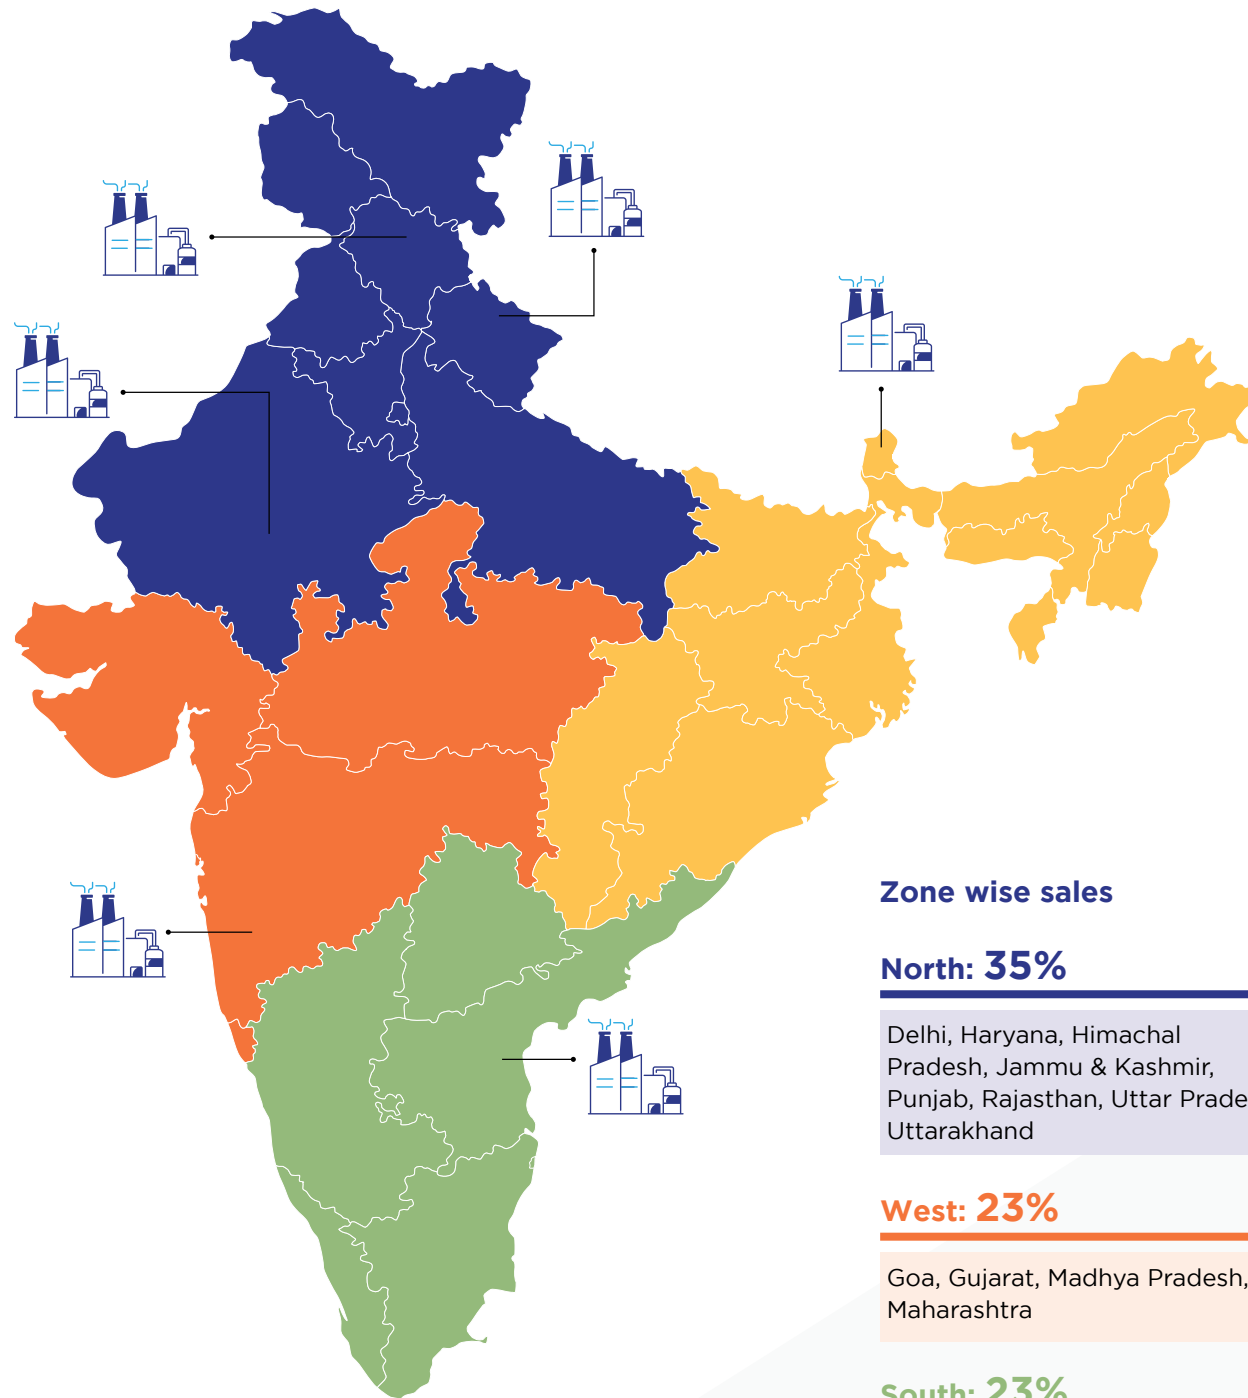 Zone wise sales
North: 35%
Delhi, Haryana, Himachal
Pradesh, Jammu & Kashmir,
Punjab, Rajasthan, Uttar Prade
Uttarakhand
West: 23%
Goa, Gujarat, Madhya Pradesh,
Maharashtra
South: 23%